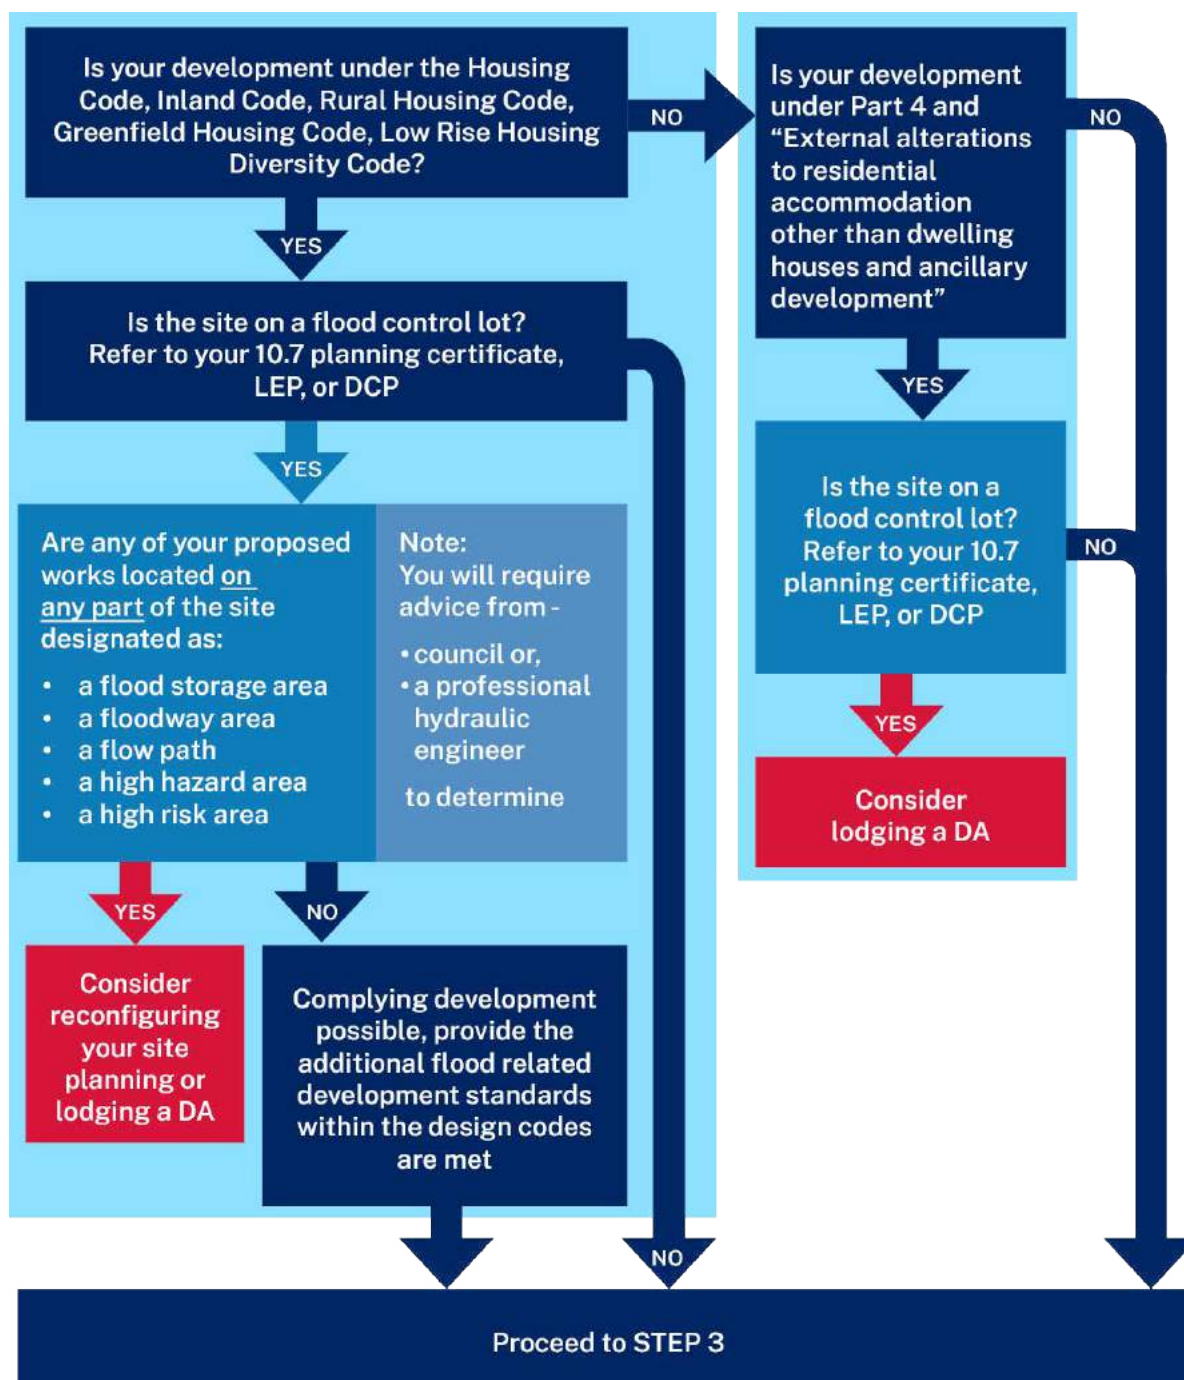 Is your development under the Housing
Code, Inland Code, Rural Housing Code,
Greenfield Housing Code, Low Rise Housing
Diversity Code?
NO
YES
Is the site on a flood control lot?
Refer to your 10.7 planning certificate,
LEP, or DCP
YES
Are any of your proposed
works located on
any part of the site
designated as:
• a flood storage area
• a floodway area
• a flow path
• a high hazard area
• a high risk area
Note:
You will require
advice from -
• council or,
• a professional
hydraulic
engineer
to determine
YES
NO
Consider
reconfiguring
your site
planning or
lodging a DA
Complying development
possible, provide the
additional flood related
development standards
within the design codes
are met
NO
Is your development
under Part 4 and
“External alterations
to residential
accommodation
other than dwelling
houses and ancillary
development”
NO
YES
Is the site on a
flood control lot?
Refer to your 10.7
planning certificate,
LEP, or DCP
NO
YES
Consider
lodging a DA
Proceed to STEP 3